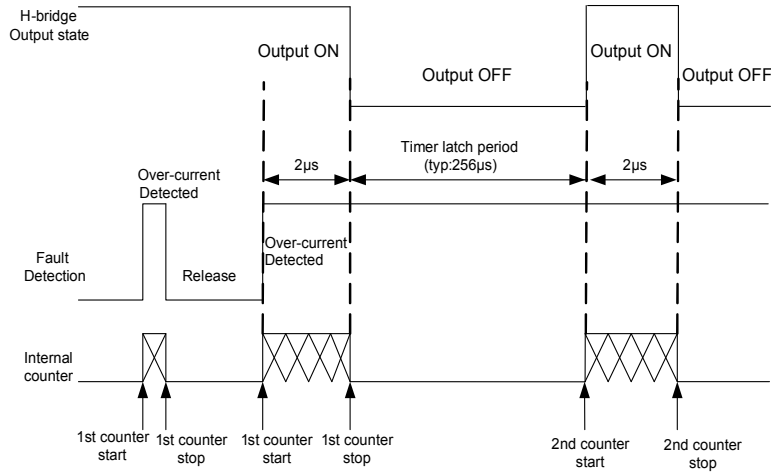 H-bridge
Output state
Output ON
Output OFF
Output ON
Output OFF
2µs
Timer latch period
(typ:256µs)
2µs
Over-current
Detected
Fault
Detection
Release
Over-current
Detected
Internal
counter
1st counter
start
1st counter
stop
1st counter
start
1st counter
stop
2nd counter
start
2nd counter
stop